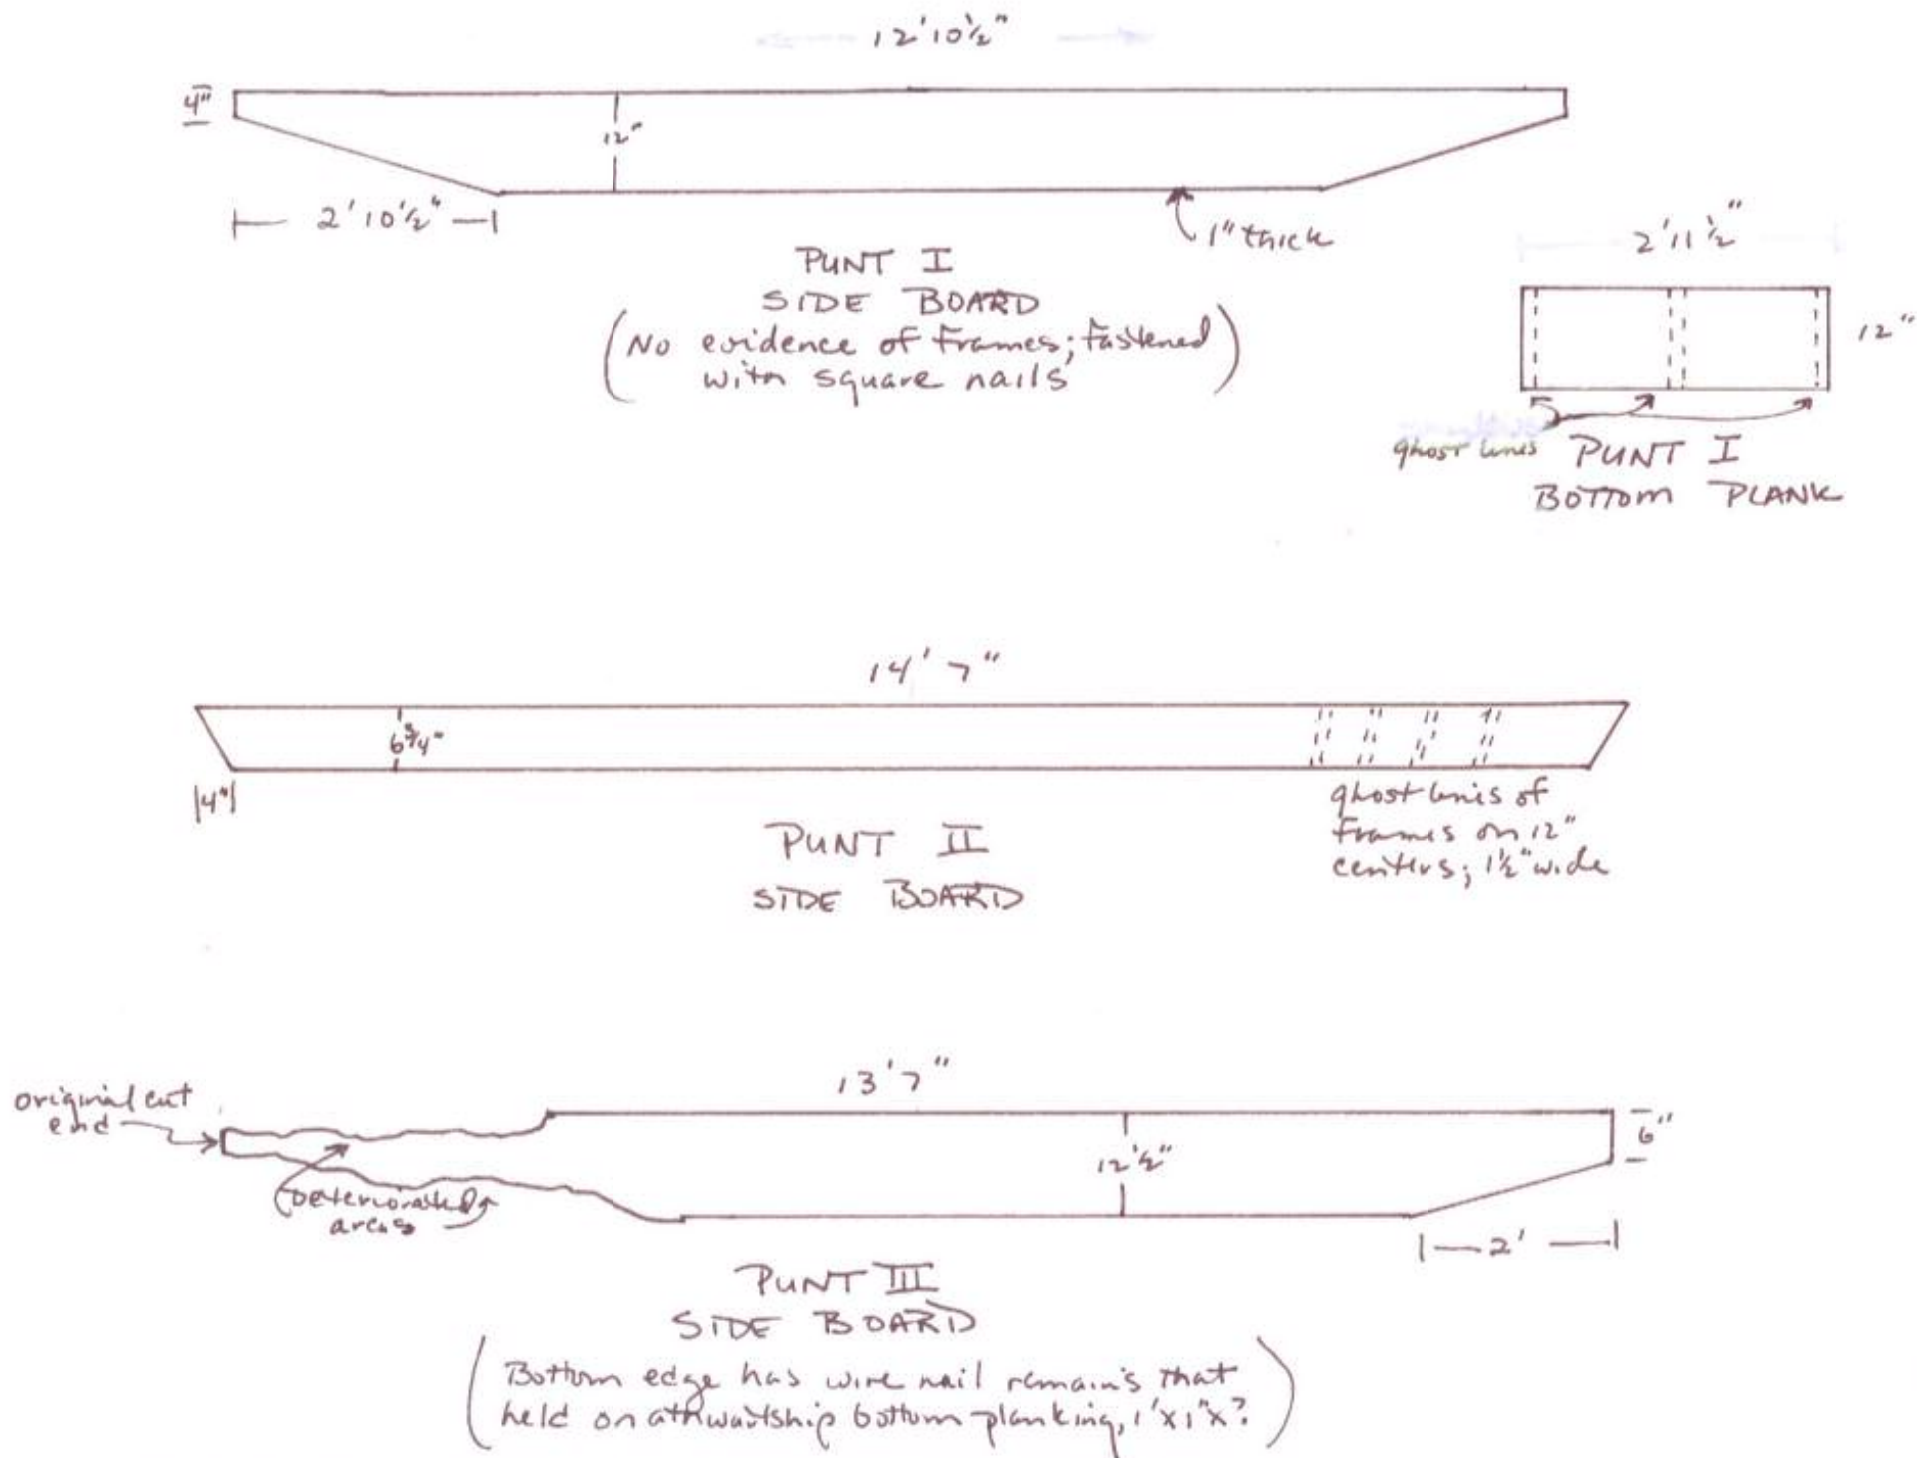 12'10½"
4"
12"
2'10½"
1" thick
PUNT I
SIDE BOARD
(No evidence of frames; fastened
with square nails)
2'11½"
12"
ghost lines
PUNT I
BOTTOM PLANK
14' 7"
6¾"
4"
ghost lines of
frames on 12"
centers; 1½" wide
PUNT II
SIDE BOARD
13'7"
original cut
end
6"
12½"
Deteriorated
areas
2'
PUNT III
SIDE BOARD
(Bottom edge has wire nail remains that
held on athwartship bottom planking, 1'x1"x?)